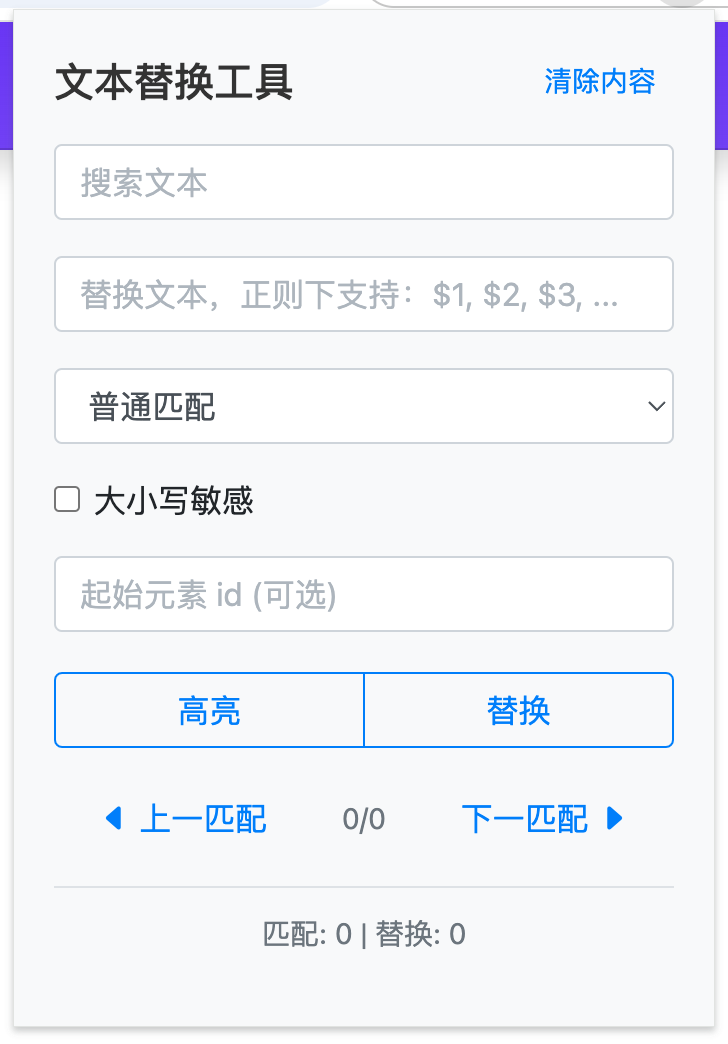 文本替换工具 清除内容
搜索文本
替换文本，正则下支持：$1, $2, $3, ...
普通匹配
大小写敏感
起始元素 id (可选)
高亮 替换
上一匹配 0/0 下一匹配
匹配: 0 | 替换: 0